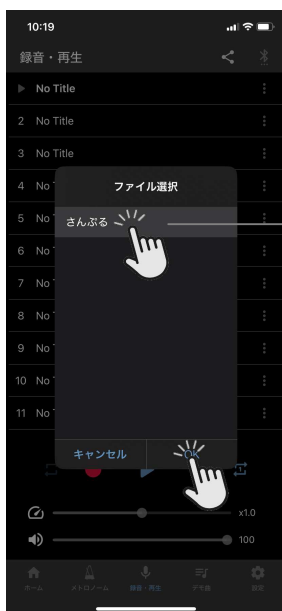 10:19
録音・再生
No Title
2 No Title
3 No Title
4 No T
ファイル選択
5 No T
さんぷる
6 No T
7 No T
8 No T
9 No T
10 No T
11 No T
キャンセル
OK
x1.0
100
ホーム
メトロノーム
録音・再生
デモ曲
設定